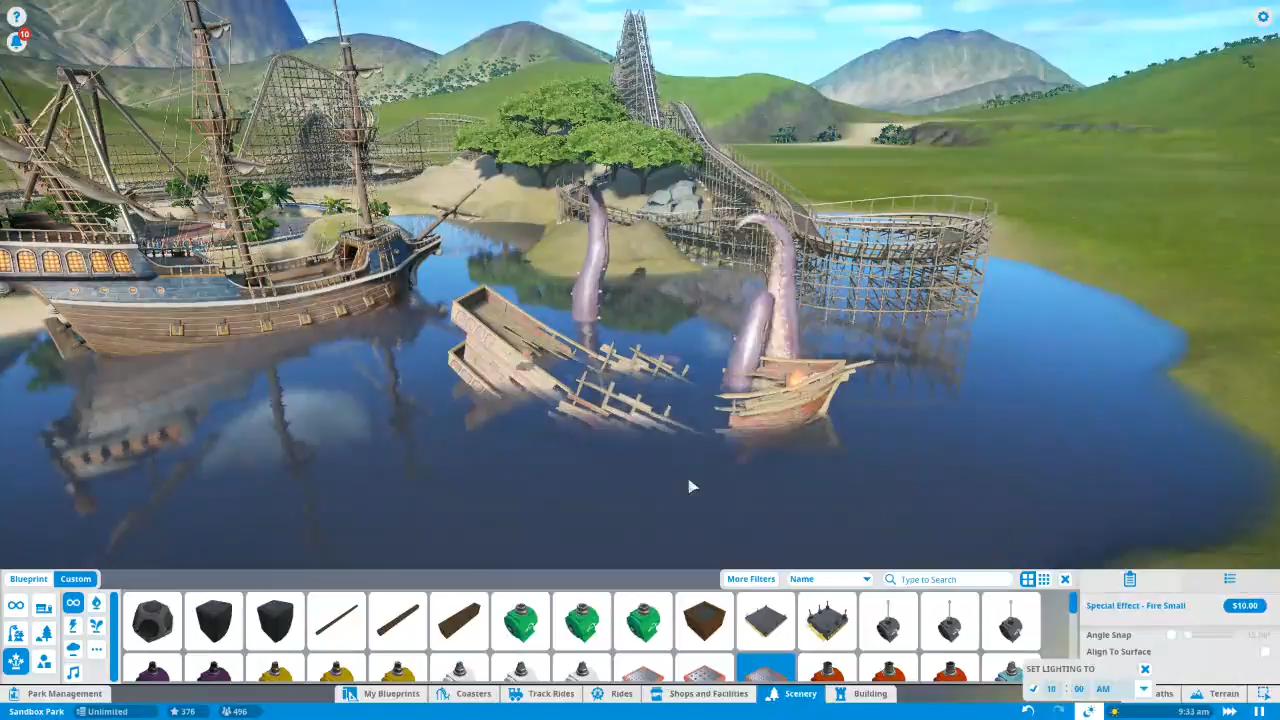 ?
10
Blueprint Custom
More Filters Name Type to Search
Special Effect - Fire Small $10.00
Angle Snap
Align To Surface
SET LIGHTING TO
10 : 00 AM
Park Management My Blueprints Coasters Track Rides Rides Shops and Facilities Scenery Building aths Terrain
Sandbox Park Unlimited 376 496 9:33 am